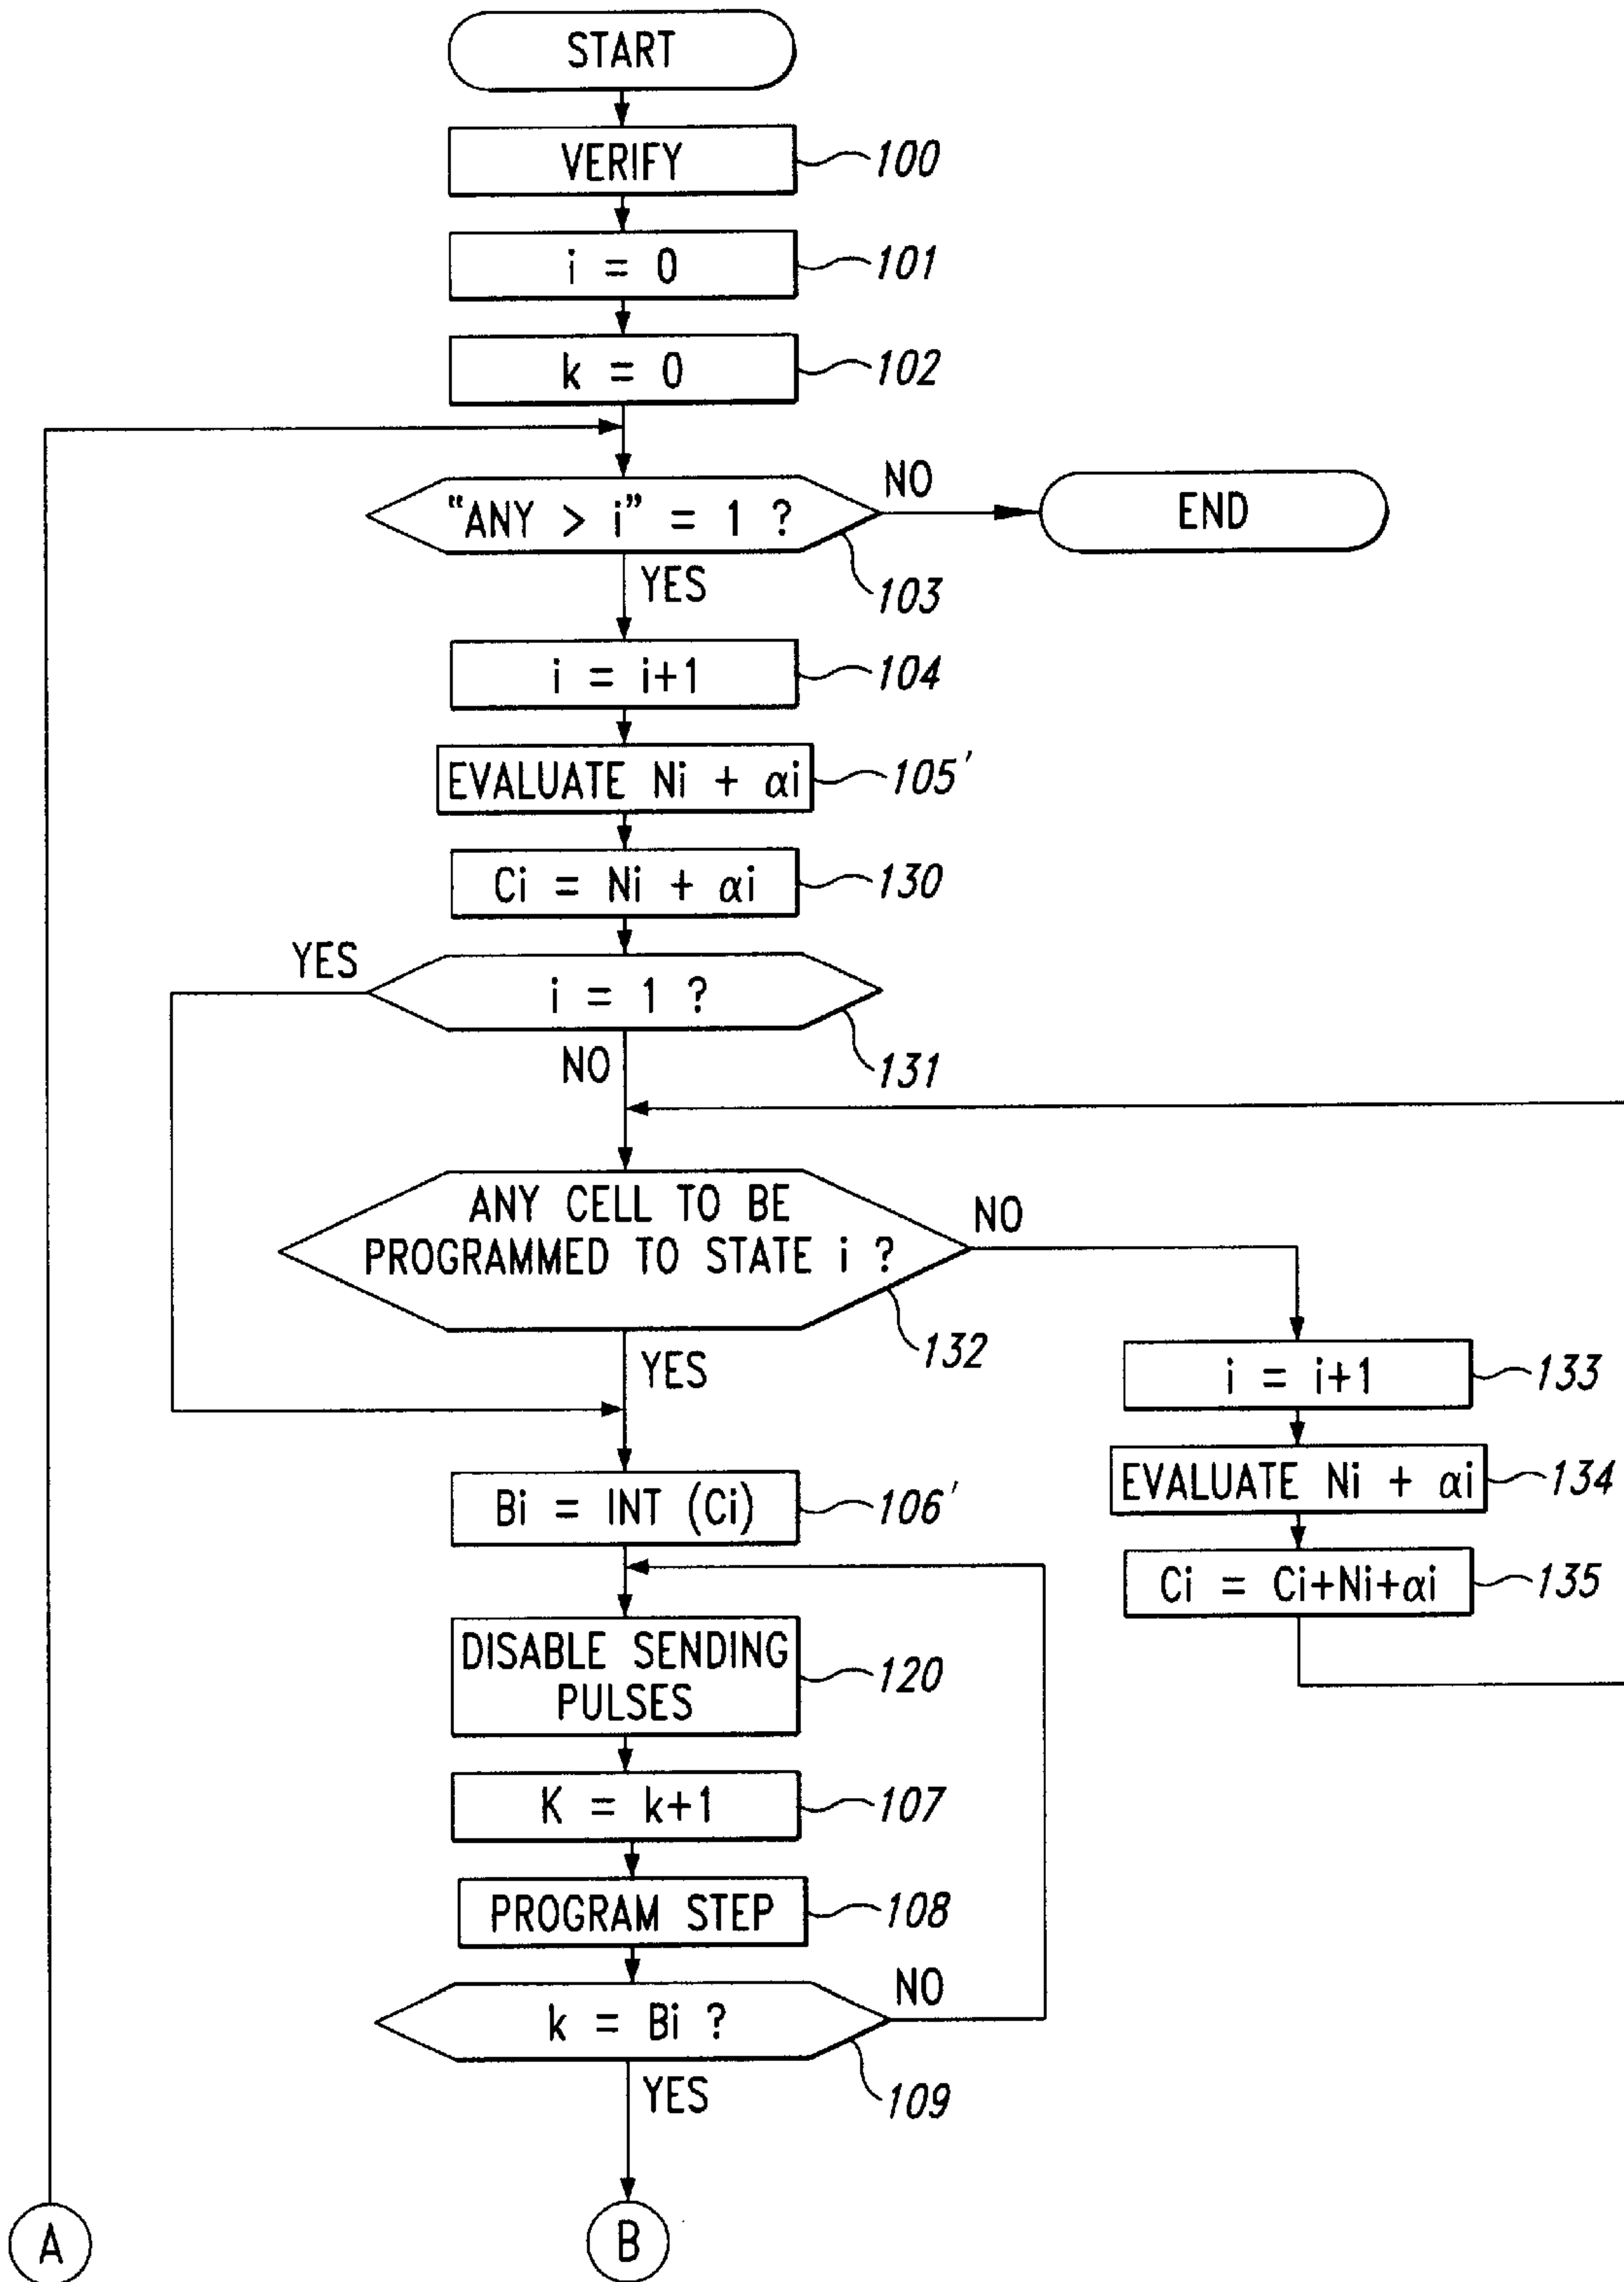 START
VERIFY
100
i = 0
101
k = 0
102
"ANY > i" = 1 ?
NO
END
103
YES
i = i+1
104
EVALUATE Ni + αi
105'
Ci = Ni + αi
130
YES
i = 1 ?
131
NO
ANY CELL TO BE
PROGRAMMED TO STATE i ?
NO
132
YES
i = i+1
133
EVALUATE Ni + αi
134
Ci = Ci+Ni+αi
135
Bi = INT (Ci)
106'
DISABLE SENDING
PULSES
120
K = k+1
107
PROGRAM STEP
108
k = Bi ?
NO
109
YES
A
B